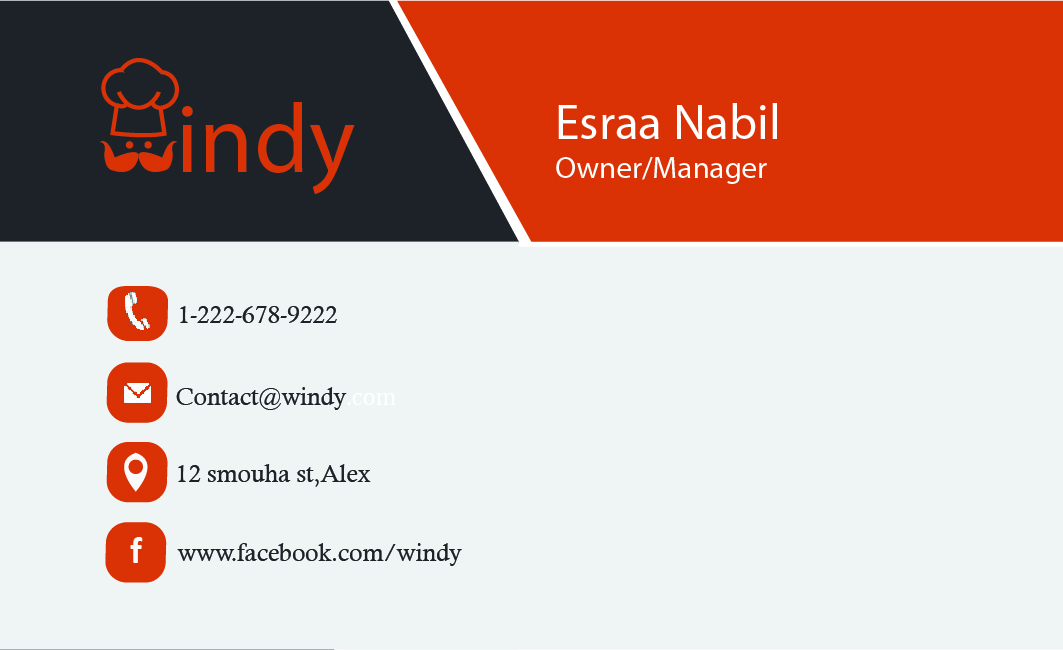 windy
Esraa Nabil
Owner/Manager
1-222-678-9222
Contact@windy.com
12 smouha st,Alex
www.facebook.com/windy